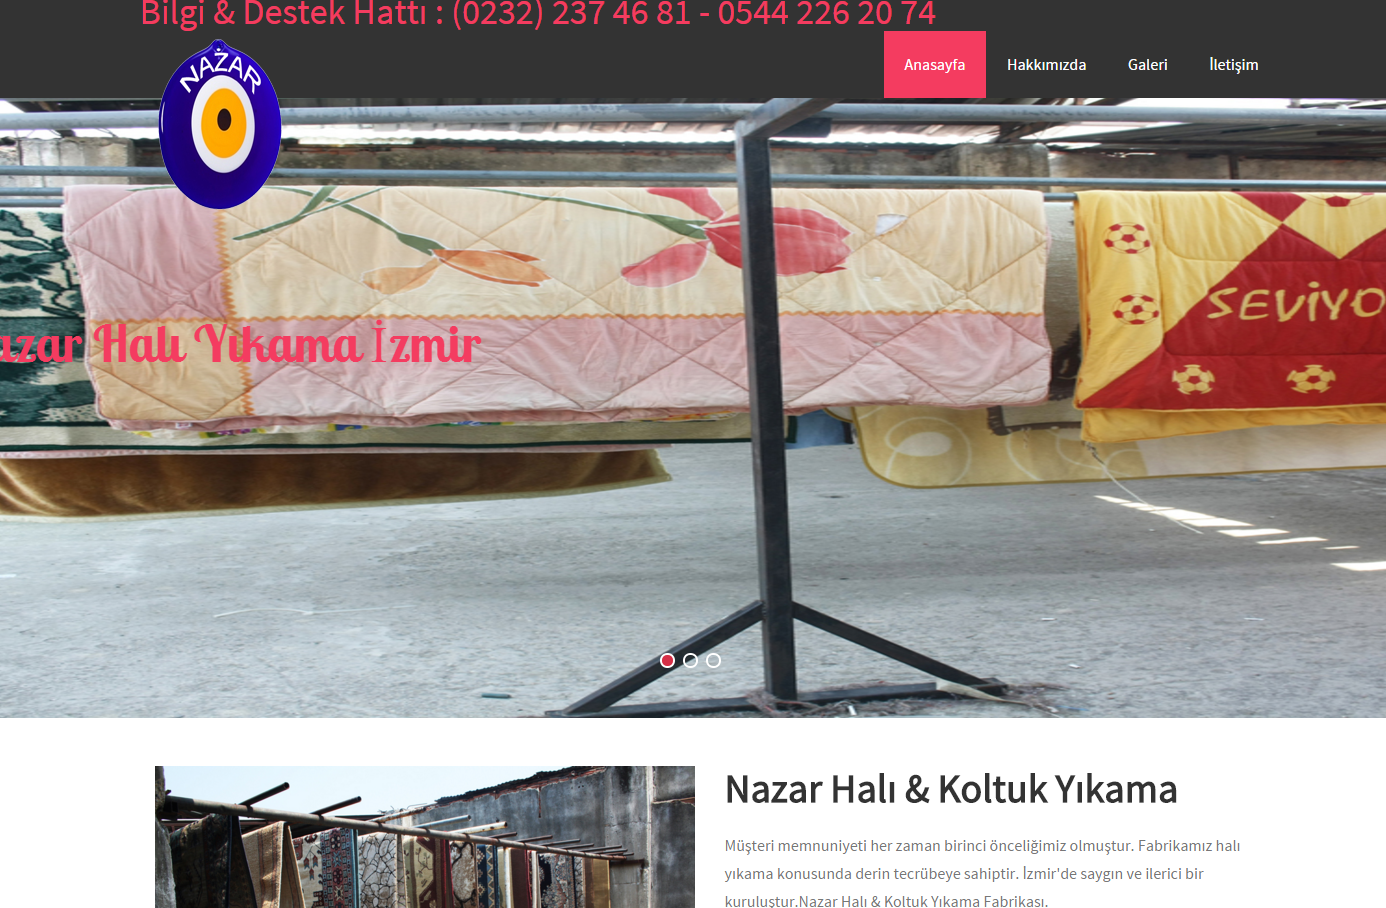 Bilgi & Destek Hattı : (0232) 237 46 81 - 0544 226 20 74
NAZAR
Anasayfa Hakkımızda Galeri İletişim
SEVİYO
azar Halı Yıkama İzmir
Nazar Halı & Koltuk Yıkama
Müşteri memnuniyeti her zaman birinci önceliğimiz olmuştur. Fabrikamız halı
yıkama konusunda derin tecrübeye sahiptir. İzmir'de saygın ve ilerici bir
kuruluştur.Nazar Halı & Koltuk Yıkama Fabrikası.